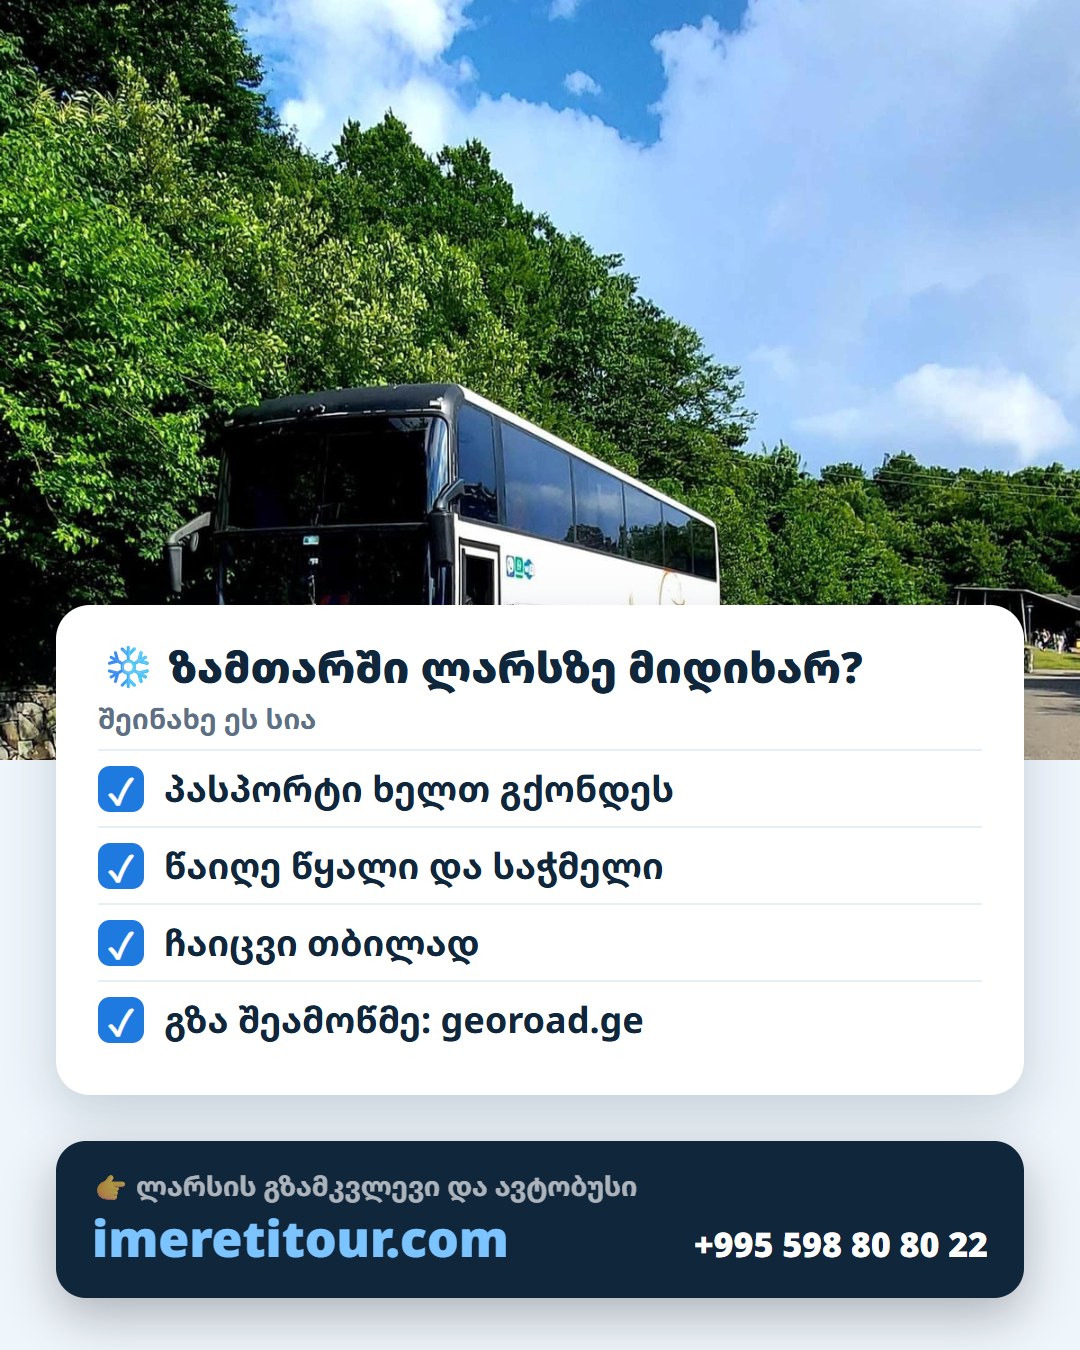 ❄️ ზამთარში ლარსზე მიდიხარ?
შეინახე ეს სია
✓ პასპორტი ხელთ გქონდეს
✓ წაიღე წყალი და საჭმელი
✓ ჩაიცვი თბილად
✓ გზა შეამოწმე: georoad.ge
👉 ლარსის გზამკვლევი და ავტობუსი
imeretitour.com
+995 598 80 80 22